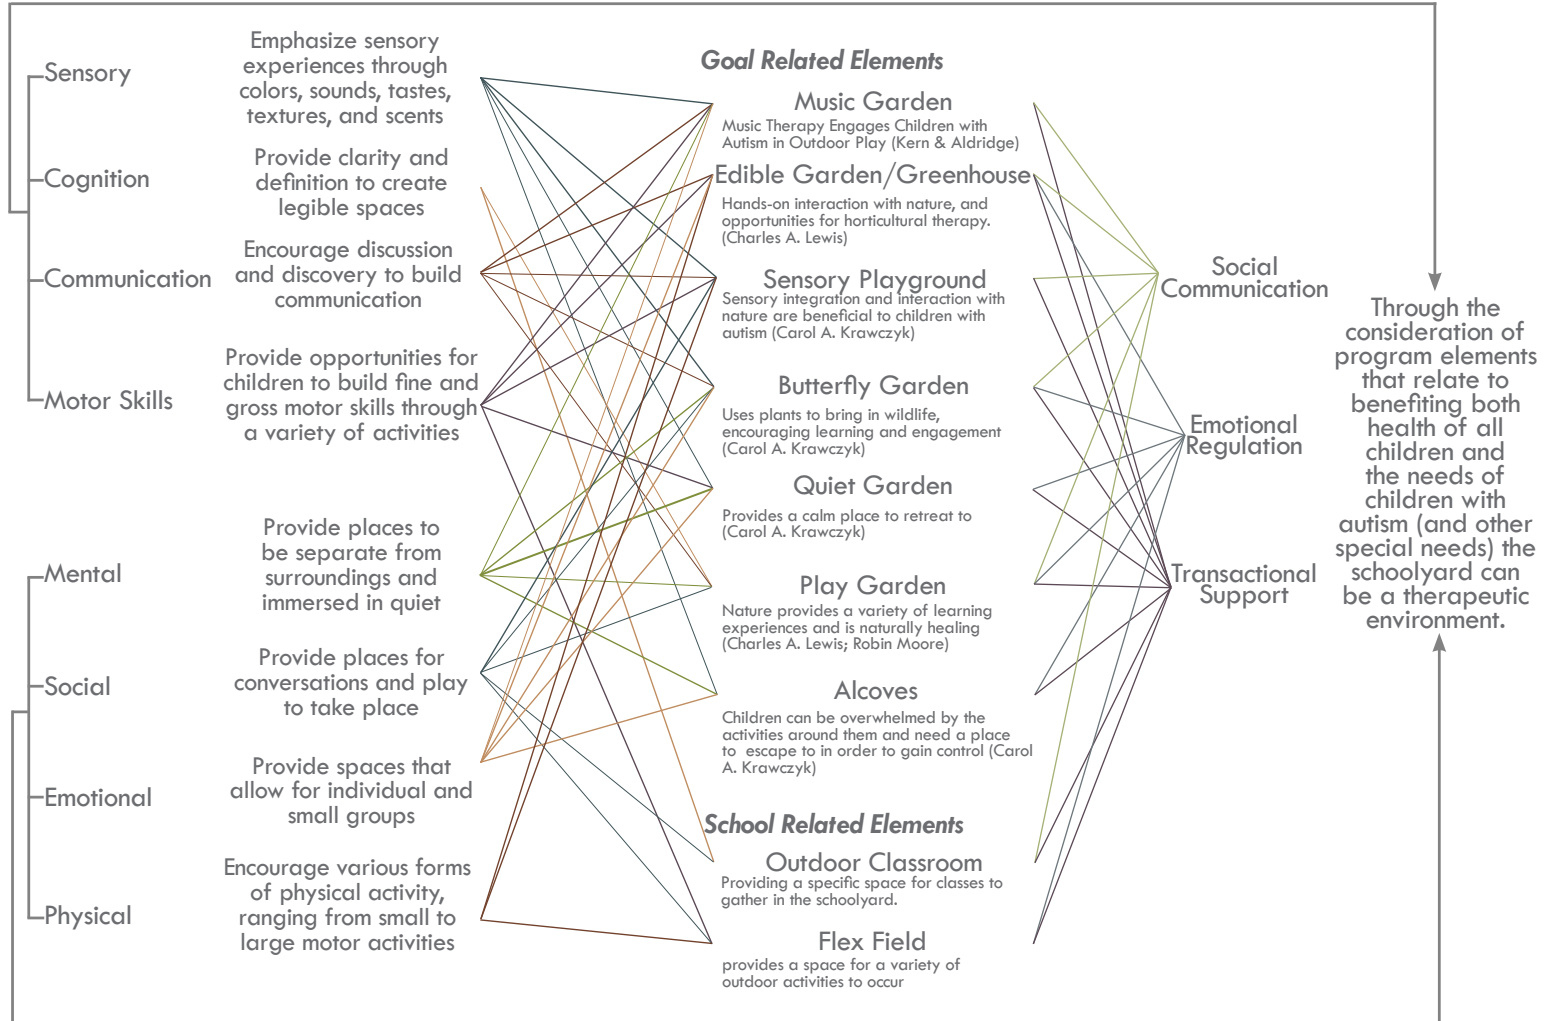 Sensory
Emphasize sensory
experiences through
colors, sounds, tastes,
textures, and scents
Cognition
Provide clarity and
definition to create
legible spaces
Communication
Encourage discussion
and discovery to build
communication
Motor Skills
Provide opportunities for
children to build fine and
gross motor skills through
a variety of activities
Mental
Provide places to
be separate from
surroundings and
immersed in quiet
Social
Provide places for
conversations and play
to take place
Emotional
Provide spaces that
allow for individual and
small groups
Physical
Encourage various forms
of physical activity,
ranging from small to
large motor activities
Goal Related Elements
Music Garden
Music Therapy Engages Children with
Autism in Outdoor Play (Kern & Aldridge)
Edible Garden/Greenhouse
Hands-on interaction with nature, and
opportunities for horticultural therapy.
(Charles A. Lewis)
Sensory Playground
Sensory integration and interaction with
nature are beneficial to children with
autism (Carol A. Krawczyk)
Butterfly Garden
Uses plants to bring in wildlife,
encouraging learning and engagement
(Carol A. Krawczyk)
Quiet Garden
Provides a calm place to retreat to
(Carol A. Krawczyk)
Play Garden
Nature provides a variety of learning
experiences and is naturally healing
(Charles A. Lewis; Robin Moore)
Alcoves
Children can be overwhelmed by the
activities around them and need a place
to escape to in order to gain control (Carol
A. Krawczyk)
School Related Elements
Outdoor Classroom
Providing a specific space for classes to
gather in the schoolyard.
Flex Field
provides a space for a variety of
outdoor activities to occur
Social
Communication
Emotional
Regulation
Transactional
Support
Through the
consideration of
program elements
that relate to
benefiting both
health of all
children and
the needs of
children with
autism (and other
special needs) the
schoolyard can
be a therapeutic
environment.